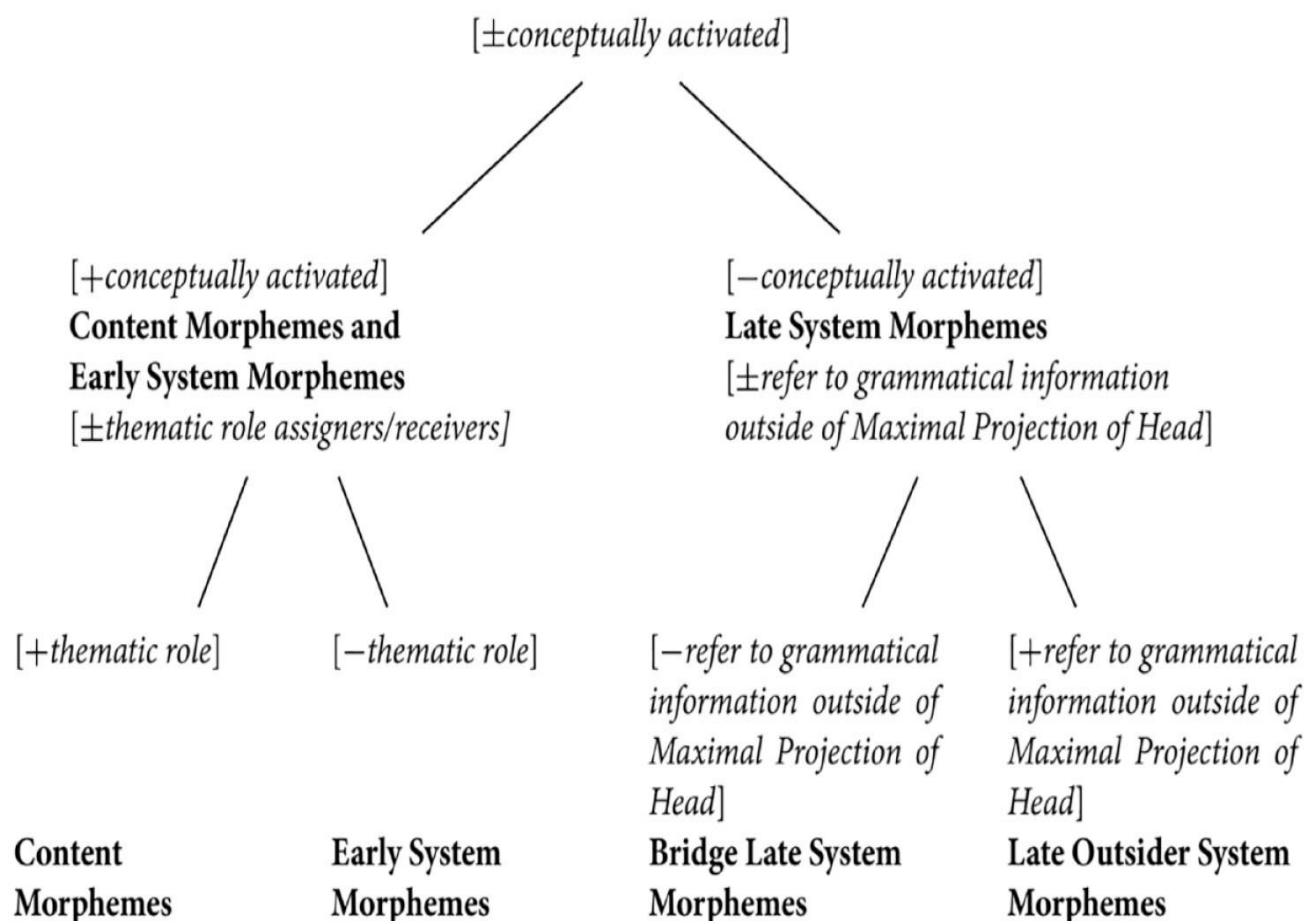 [±conceptually activated]
[+conceptually activated]
Content Morphemes and
Early System Morphemes
[±thematic role assigners/receivers]
[−conceptually activated]
Late System Morphemes
[±refer to grammatical information
outside of Maximal Projection of Head]
[+thematic role]
Content
Morphemes
[−thematic role]
Early System
Morphemes
[−refer to grammatical
information outside of
Maximal Projection of
Head]
Bridge Late System
Morphemes
[+refer to grammatical
information outside of
Maximal Projection of
Head]
Late Outsider System
Morphemes